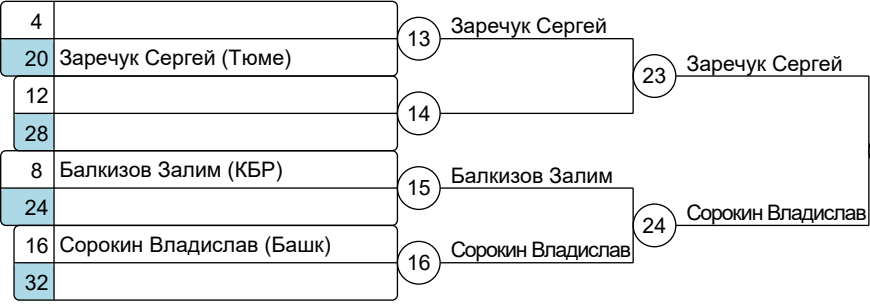 4
20 Заречук Сергей (Тюме)
12
28
8 Балкизов Залим (КБР)
24
16 Сорокин Владислав (Башк)
32
13 Заречук Сергей
14
15 Балкизов Залим
16 Сорокин Владислав
23 Заречук Сергей
24 Сорокин Владислав